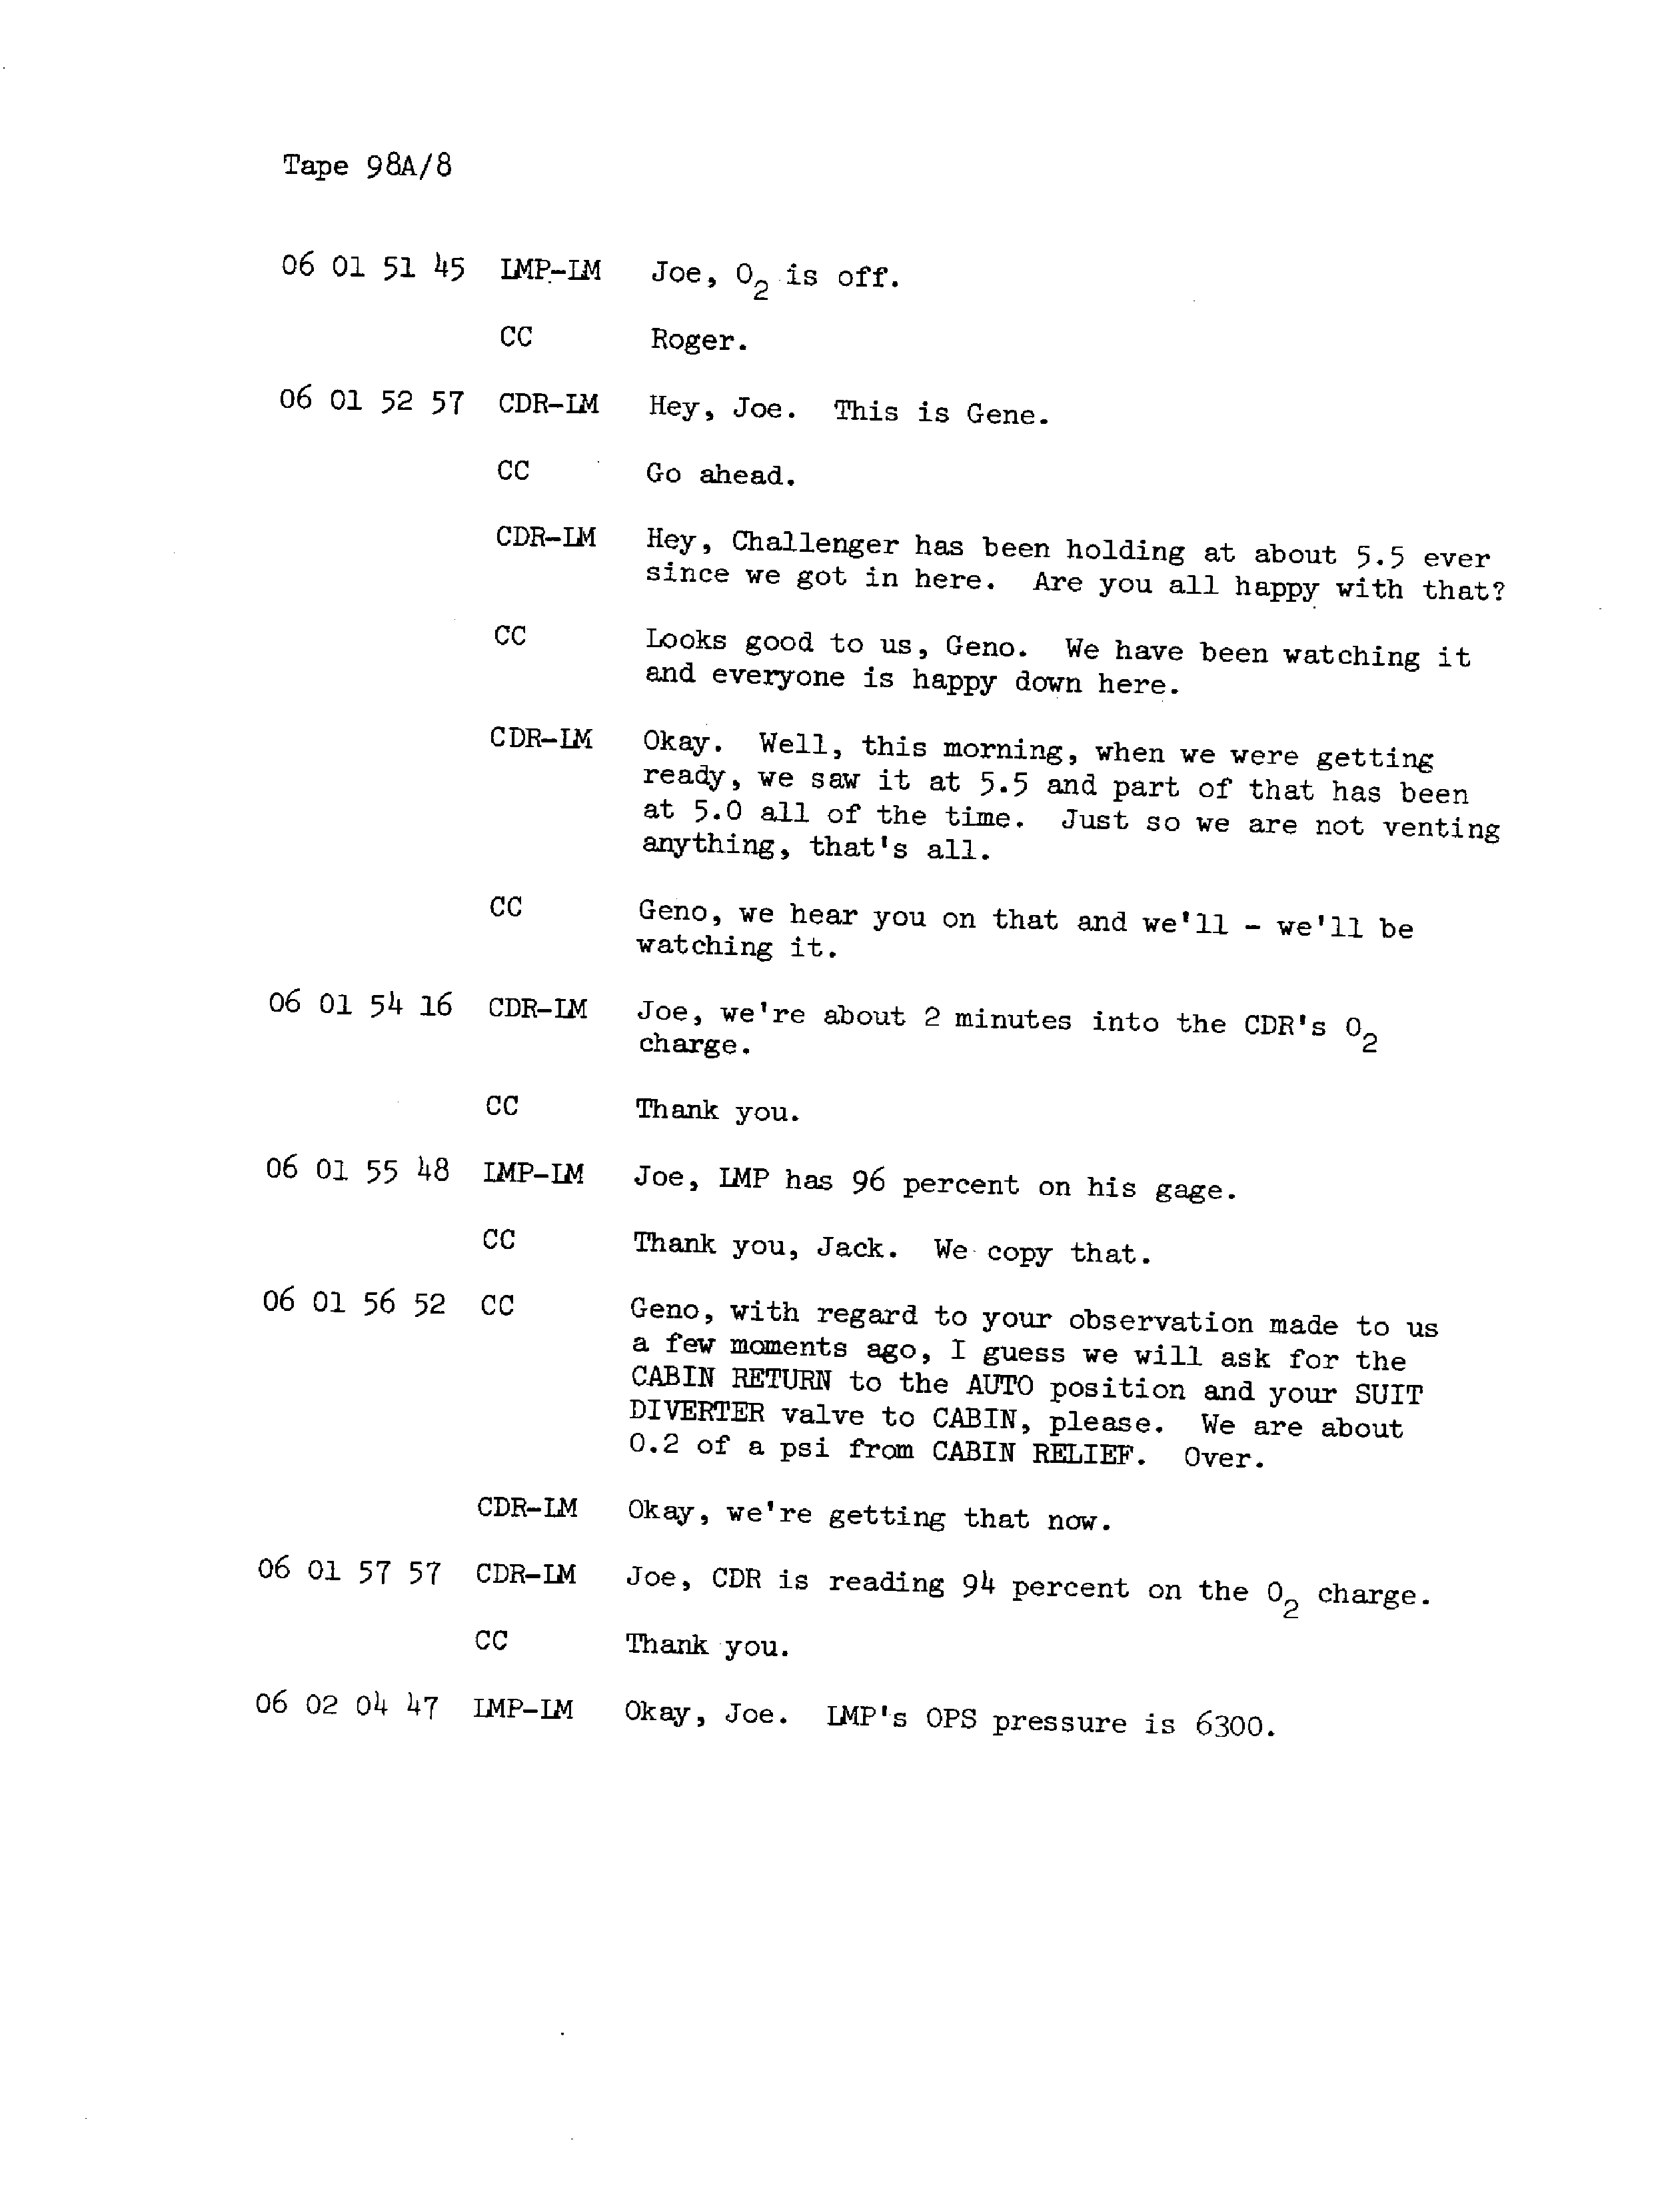 Tape 98A/8
06 01 51 45 LMP-LM Joe, O2 is off.
CC Roger.
06 01 52 57 CDR-LM Hey, Joe. This is Gene.
CC Go ahead.
CDR-LM Hey, Challenger has been holding at about 5.5 ever
since we got in here. Are you all happy with that?
CC Looks good to us, Geno. We have been watching it
and everyone is happy down here.
CDR-LM Okay. Well, this morning, when we were getting
ready, we saw it at 5.5 and part of that has been
at 5.0 all of the time. Just so we are not venting
anything, that's all.
CC Geno, we hear you on that and we'll - we'll be
watching it.
06 01 54 16 CDR-LM Joe, we're about 2 minutes into the CDR's O2
charge.
CC Thank you.
06 01 55 48 LMP-LM Joe, LMP has 96 percent on his gage.
CC Thank you, Jack. We copy that.
06 01 56 52 CC Geno, with regard to your observation made to us
a few moments ago, I guess we will ask for the
CABIN RETURN to the AUTO position and your SUIT
DIVERTER valve to CABIN, please. We are about
0.2 of a psi from CABIN RELIEF. Over.
CDR-LM Okay, we're getting that now.
06 01 57 57 CDR-LM Joe, CDR is reading 94 percent on the O2 charge.
CC Thank you.
06 02 04 47 LMP-LM Okay, Joe. LMP's OPS pressure is 6300.